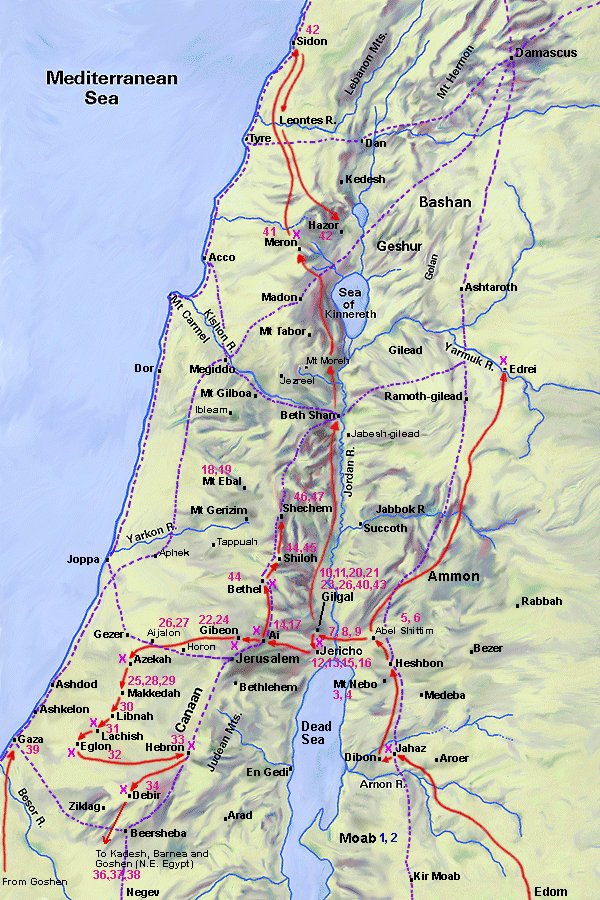 42
Sidon
Mediterranean
Sea
Lebanon Mts.
Mt Hermon
Damascus
Leontes R.
Tyre
Dan
Kedesh
Bashan
Hazor
42
41
Meron
Geshur
Golan
Acco
Ashtaroth
Sea
of
Kinnereth
Madon
Mt Carmel
Kishon R.
Mt Tabor
Gilead
Yarmuk R.
Edrei
Mt Moreh
Dor
Megiddo
Jezreel
Mt Gilboa
Ramoth-gilead
Ibleam
Beth Shan
Jabesh-gilead
Jordan R.
18,49
Mt Ebal
46,47
Shechem
Mt Gerizim
Jabbok R
Succoth
Yarkon R.
Tappuah
Joppa
Aphek
44,45
Shiloh
Ammon
44
Bethel
10,11,20,21
23,26,40,43
Gilgal
Rabbah
5, 6
Abel Shittim
26,27
22,24
14,17
7, 8, 9
Gezer
Aijalon
Gibeon
Ai
Horon
Jericho
12,13,15,16
Bezer
Azekah
Jerusalem
Heshbon
Mt Nebo
3, 4
Ashdod
25,28,29
Makkedah
Bethlehem
Medeba
Canaan
Ashkelon
30
Libnah
Judean Mts.
31
Lachish
Dead
Sea
Gaza
39
Eglon
32
33
Hebron
Jahaz
Dibon
Aroer
En Gedi
Arnon R.
34
Debir
Besor R.
Ziklag
Arad
Beersheba
Moab 1, 2
To Kadesh, Barnea and
Goshen (N.E. Egypt)
36,37,38
From Goshen
Negev
Kir Moab
Edom